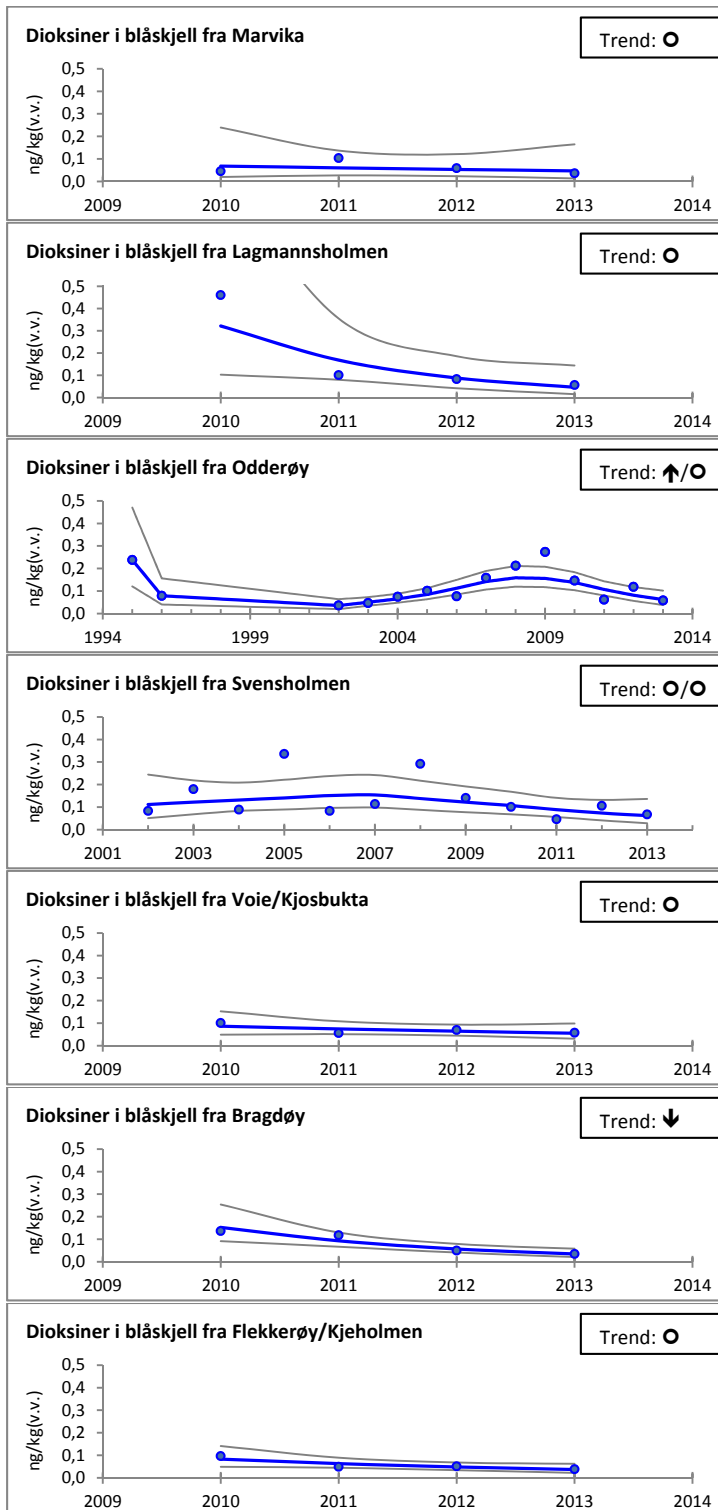 Dioksiner i blåskjell fra Marvika
Trend: O
ng/kg(v.v.)
0,5
0,4
0,3
0,2
0,1
0,0
2009 2010 2011 2012 2013 2014
Dioksiner i blåskjell fra Lagmannsholmen
Trend: O
ng/kg(v.v.)
0,5
0,4
0,3
0,2
0,1
0,0
2009 2010 2011 2012 2013 2014
Dioksiner i blåskjell fra Odderøy
Trend: ↑/O
ng/kg(v.v.)
0,5
0,4
0,3
0,2
0,1
0,0
1994 1999 2004 2009 2014
Dioksiner i blåskjell fra Svensholmen
Trend: O/O
ng/kg(v.v.)
0,5
0,4
0,3
0,2
0,1
0,0
2001 2003 2005 2007 2009 2011 2013
Dioksiner i blåskjell fra Voie/Kjosbukta
Trend: O
ng/kg(v.v.)
0,5
0,4
0,3
0,2
0,1
0,0
2009 2010 2011 2012 2013 2014
Dioksiner i blåskjell fra Bragdøy
Trend: ↓
ng/kg(v.v.)
0,5
0,4
0,3
0,2
0,1
0,0
2009 2010 2011 2012 2013 2014
Dioksiner i blåskjell fra Flekkerøy/Kjeholmen
Trend: O
ng/kg(v.v.)
0,5
0,4
0,3
0,2
0,1
0,0
2009 2010 2011 2012 2013 2014